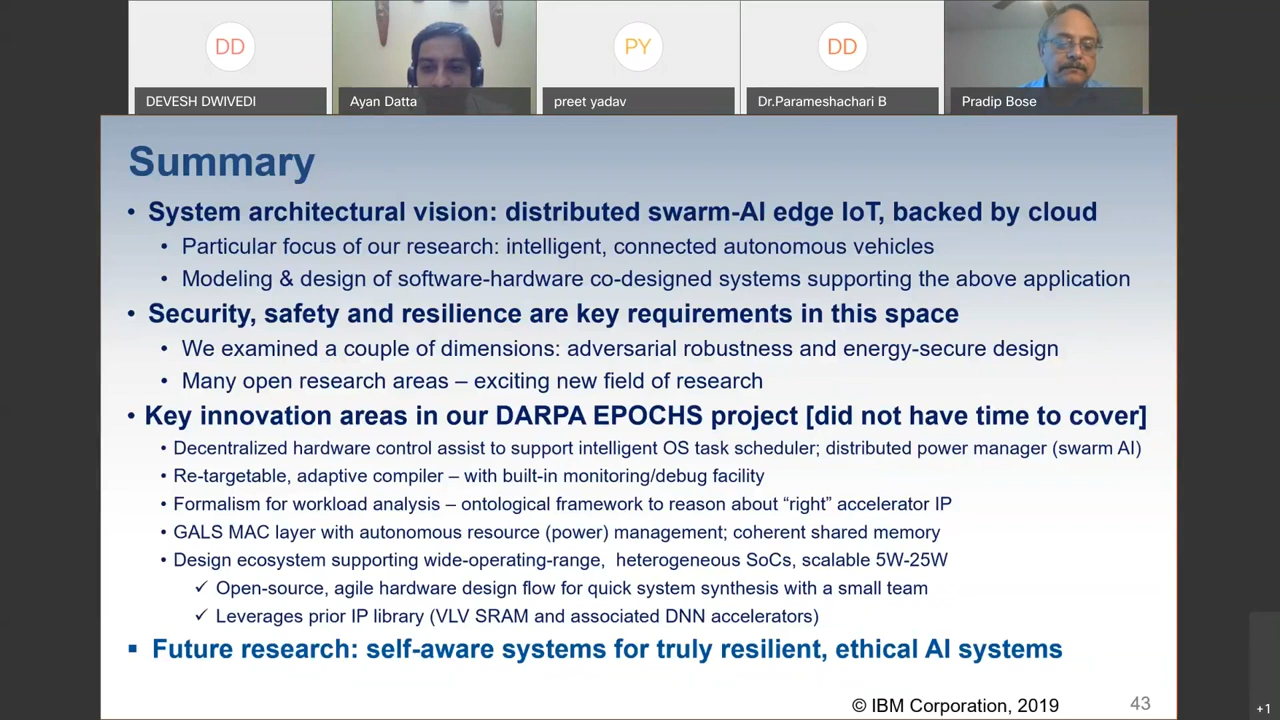 DD
PY
DD
DEVESH DWIVEDI
Ayan Datta
preet yadav
Dr.Parameshachari B
Pradip Bose
Summary
• System architectural vision: distributed swarm-AI edge IoT, backed by cloud
• Particular focus of our research: intelligent, connected autonomous vehicles
• Modeling & design of software-hardware co-designed systems supporting the above application
• Security, safety and resilience are key requirements in this space
• We examined a couple of dimensions: adversarial robustness and energy-secure design
• Many open research areas – exciting new field of research
• Key innovation areas in our DARPA EPOCHS project [did not have time to cover]
• Decentralized hardware control assist to support intelligent OS task scheduler; distributed power manager (swarm AI)
• Re-targetable, adaptive compiler – with built-in monitoring/debug facility
• Formalism for workload analysis – ontological framework to reason about “right” accelerator IP
• GALS MAC layer with autonomous resource (power) management; coherent shared memory
• Design ecosystem supporting wide-operating-range, heterogeneous SoCs, scalable 5W-25W
✓ Open-source, agile hardware design flow for quick system synthesis with a small team
✓ Leverages prior IP library (VLV SRAM and associated DNN accelerators)
▪ Future research: self-aware systems for truly resilient, ethical AI systems
© IBM Corporation, 2019
43
+1